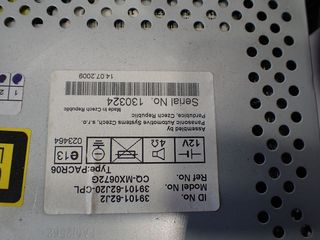 ID No. 39101-62J2
Model No. 39101-62J20-CPL
Ref No. CQ-MX0672G
Type:PACR06
12V
4Ω
e13
023464
Assembled by
Panasonic Automotive Systems Czech, s.r.o.
Pardubice, Czech Republic
Serial No. 130324
Made in Czech Republic
14.07.2009
1
2